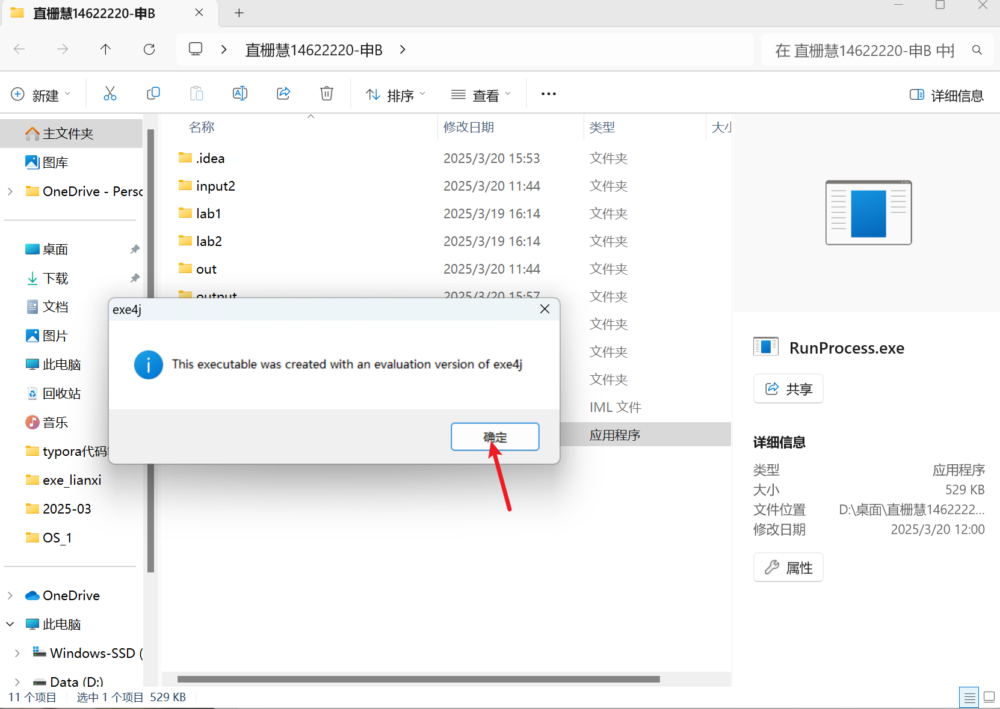 直栅慧14622220-申B
直栅慧14622220-申B
在 直栅慧14622220-申B 中
新建
排序
查看
详细信息
主文件夹
图库
OneDrive - Persc
桌面
下载
文档
图片
此电脑
回收站
音乐
typora代码
exe_lianxi
2025-03
OS_1
OneDrive
此电脑
Windows-SSD (
Data (D:)
名称
修改日期
类型
大小
.idea
2025/3/20 15:53
文件夹
input2
2025/3/20 11:44
文件夹
lab1
2025/3/19 16:14
文件夹
lab2
2025/3/19 16:14
文件夹
out
2025/3/20 11:44
文件夹
output
2025/3/20 15:57
文件夹
文件夹
文件夹
文件夹
IML 文件
应用程序
exe4j
This executable was created with an evaluation version of exe4j
确定
RunProcess.exe
共享
详细信息
类型
应用程序
大小
529 KB
文件位置
D:\桌面\直栅慧1462222...
修改日期
2025/3/20 12:00
属性
11 个项目
选中 1 个项目 529 KB